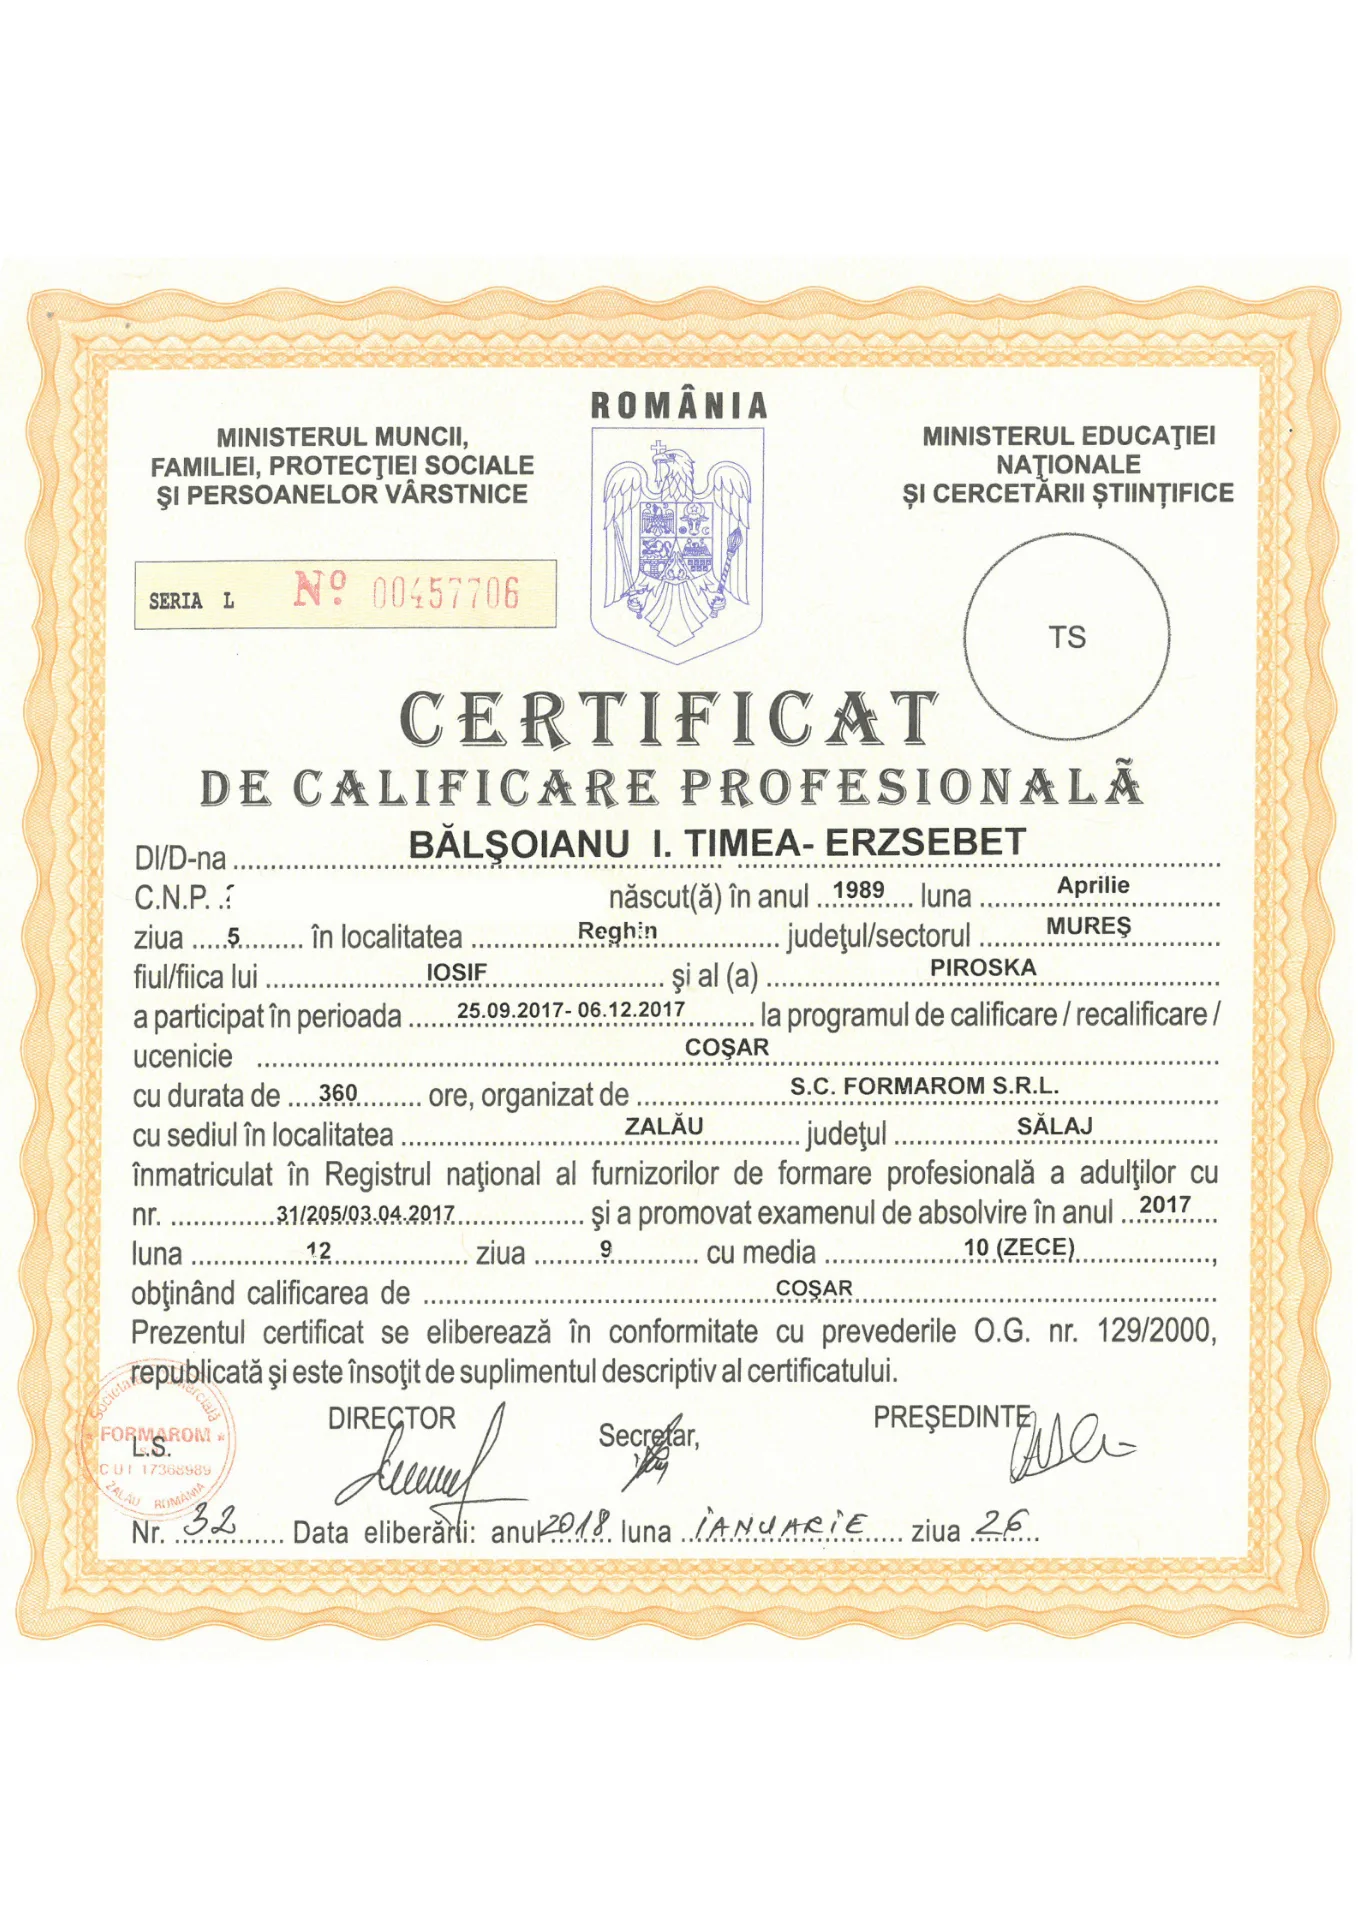 ROMÂNIA
MINISTERUL MUNCII,
FAMILIEI, PROTECŢIEI SOCIALE
ŞI PERSOANELOR VÂRSTNICE
MINISTERUL EDUCAŢIEI
NAŢIONALE
ŞI CERCETĂRII ŞTIINŢIFICE
SERIA L Nº 00457706
TS
CERTIFICAT
DE CALIFICARE PROFESIONALĂ
Dl/D-na ..... BĂLŞOIANU I. TIMEA- ERZSEBET .....
C.N.P. născut(ă) în anul ..1989.... luna ..... Aprilie .....
ziua .....5......... în localitatea ..... Reghin ..... judeţul/sectorul ..... MUREŞ .....
fiul/fiica lui ..... IOSIF ..... şi al (a) ..... PIROSKA .....
a participat în perioada ..... 25.09.2017- 06.12.2017 ..... la programul de calificare / recalificare /
ucenicie ..... COŞAR .....
cu durata de ....360.......... ore, organizat de ..... S.C. FORMAROM S.R.L. .....
cu sediul în localitatea ..... ZALĂU ..... judeţul ..... SĂLAJ .....
înmatriculat în Registrul naţional al furnizorilor de formare profesională a adulţilor cu
nr. ..... 31/205/03.04.2017 ..... şi a promovat examenul de absolvire în anul ...2017....
luna ..... 12 ..... ziua ..... 9 ..... cu media ..... 10 (ZECE) .....,
obţinând calificarea de ..... COŞAR .....
Prezentul certificat se eliberează în conformitate cu prevederile O.G. nr. 129/2000,
republicată şi este însoţit de suplimentul descriptiv al certificatului.
DIRECTOR
Secretar,
PREŞEDINTE
L.S.
Societatea Comercială
FORMAROM
CUI 17368989
ZALĂU ROMÂNIA
Nr. ..32....... Data eliberării: anul 2018 luna ..IANUARIE..... ziua 26...